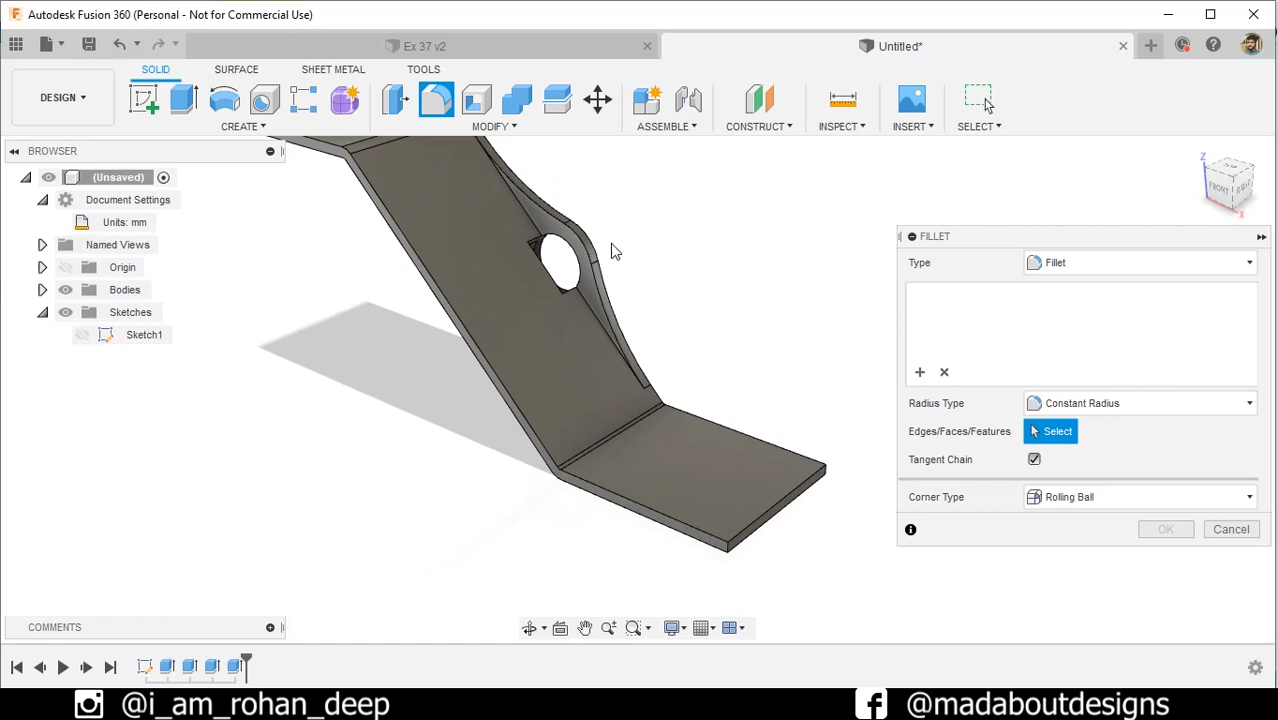 Autodesk Fusion 360 (Personal - Not for Commercial Use)
Ex 37 v2
Untitled*
DESIGN
SOLID
SURFACE
SHEET METAL
TOOLS
CREATE
MODIFY
ASSEMBLE
CONSTRUCT
INSPECT
INSERT
SELECT
BROWSER
(Unsaved)
Document Settings
Units: mm
Named Views
Origin
Bodies
Sketches
Sketch1
Z
FRONT
X
FILLET
Type
Fillet
Radius Type
Constant Radius
Edges/Faces/Features
Select
Tangent Chain
Corner Type
Rolling Ball
OK
Cancel
COMMENTS
@i_am_rohan_deep
@madaboutdesigns